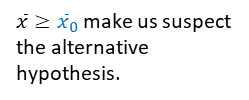 x̄ ≥ x̄₀ make us suspect
the alternative
hypothesis.